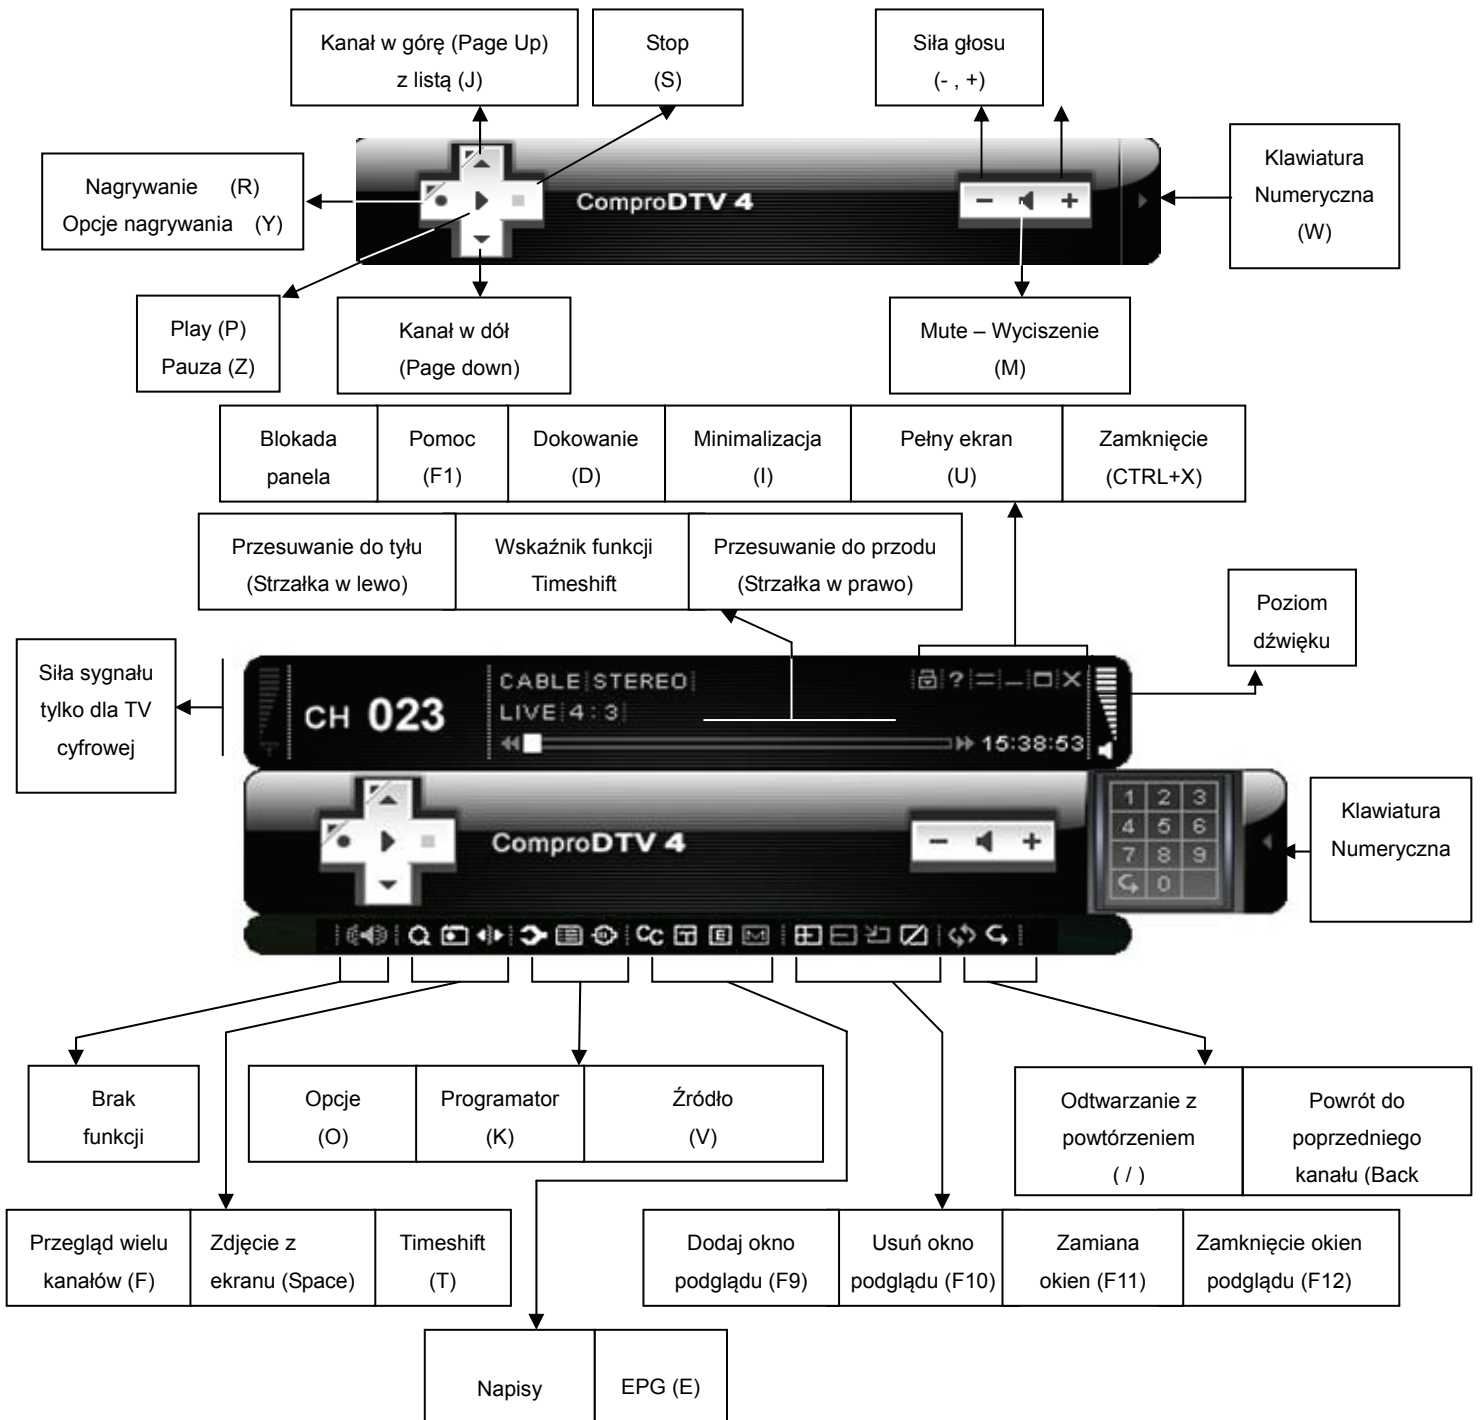 Kanał w górę (Page Up)
z listą (J)
Stop
(S)
Siła głosu
(- , +)
Nagrywanie (R)
Opcje nagrywania (Y)
ComproDTV 4
Klawiatura
Numeryczna
(W)
Play (P)
Pauza (Z)
Kanał w dół
(Page down)
Mute – Wyciszenie
(M)
Blokada
panela
Pomoc
(F1)
Dokowanie
(D)
Minimalizacja
(I)
Pełny ekran
(U)
Zamknięcie
(CTRL+X)
Przesuwanie do tyłu
(Strzałka w lewo)
Wskaźnik funkcji
Timeshift
Przesuwanie do przodu
(Strzałka w prawo)
Poziom
dźwięku
Siła sygnału
tylko dla TV
cyfrowej
CH 023
CABLE STEREO
LIVE 4:3
15:38:53
ComproDTV 4
1 2 3
4 5 6
7 8 9
0
Klawiatura
Numeryczna
CC E M
Brak
funkcji
Opcje
(O)
Programator
(K)
Źródło
(V)
Odtwarzanie z
powtórzeniem
( / )
Powrót do
poprzedniego
kanału (Back
Przegląd wielu
kanałów (F)
Zdjęcie z
ekranu (Space)
Timeshift
(T)
Dodaj okno
podglądu (F9)
Usuń okno
podglądu (F10)
Zamiana
okien (F11)
Zamknięcie okien
podglądu (F12)
Napisy
EPG (E)